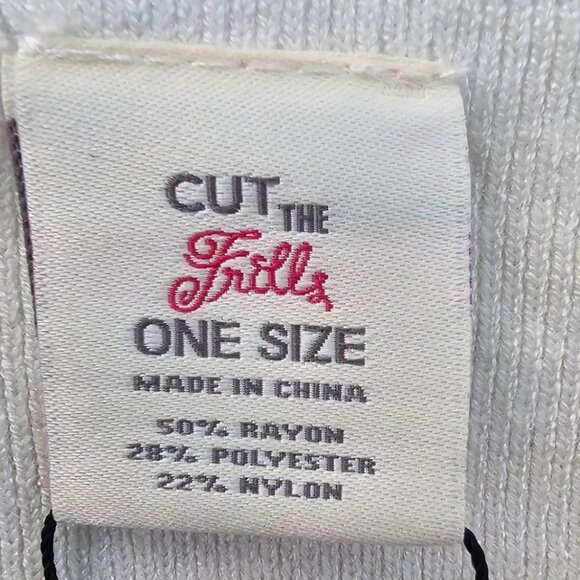 CUT THE
Frills
ONE SIZE
MADE IN CHINA
50% RAYON
28% POLYESTER
22% NYLON